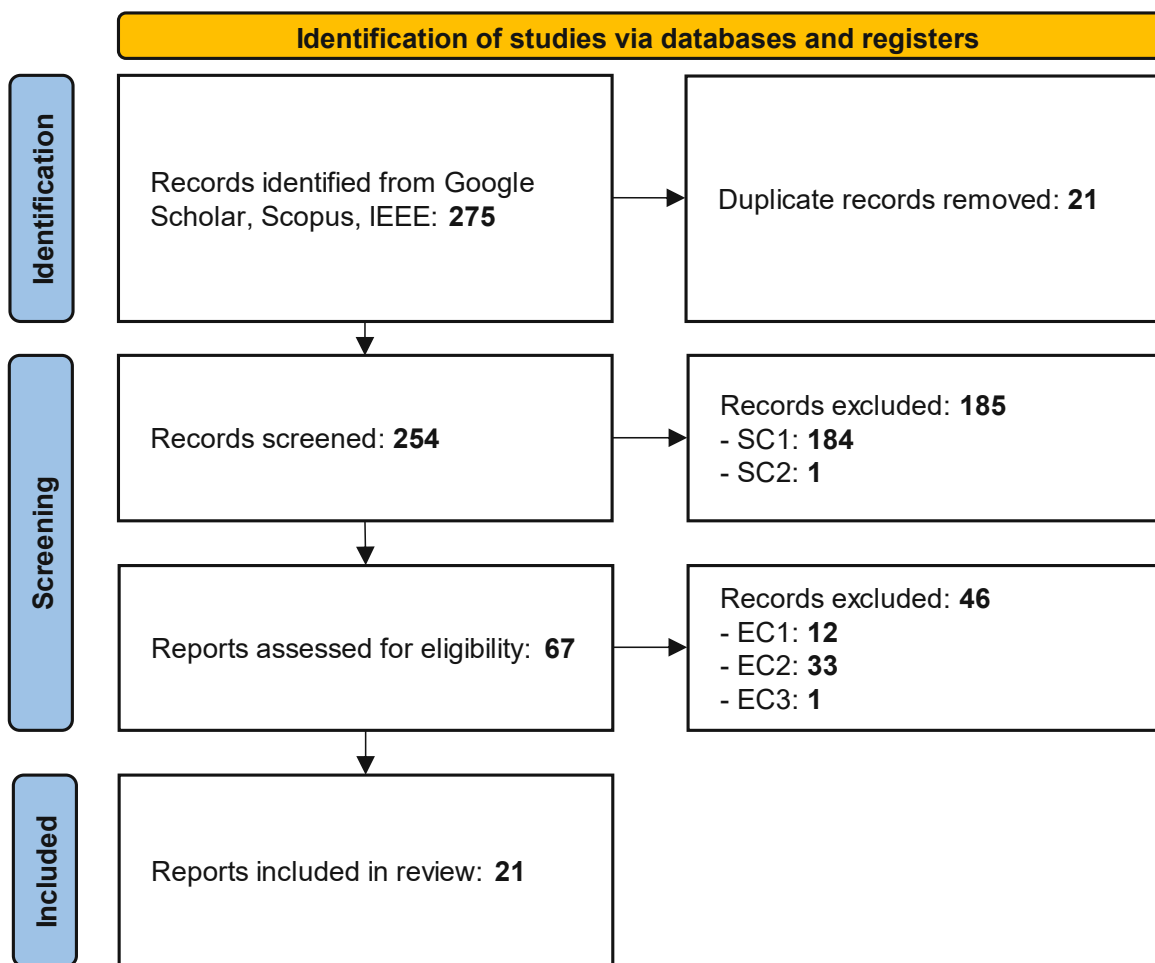 Identification of studies via databases and registers
Identification
Records identified from Google
Scholar, Scopus, IEEE: 275
Duplicate records removed: 21
Screening
Records screened: 254
Records excluded: 185
- SC1: 184
- SC2: 1
Reports assessed for eligibility: 67
Records excluded: 46
- EC1: 12
- EC2: 33
- EC3: 1
Included
Reports included in review: 21